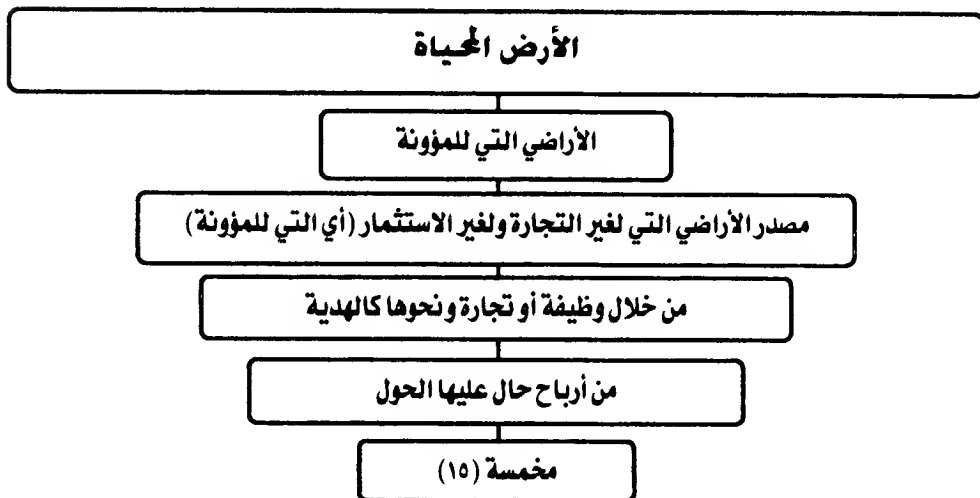 الأرض المحياة
الأراضي التي للمؤونة
مصدر الأراضي التي لغير التجارة ولغير الاستثمار (أي التي للمؤونة)
من خلال وظيفة أو تجارة ونحوها كالهدية
من أرباح حال عليها الحول
مخمسة (١٥)